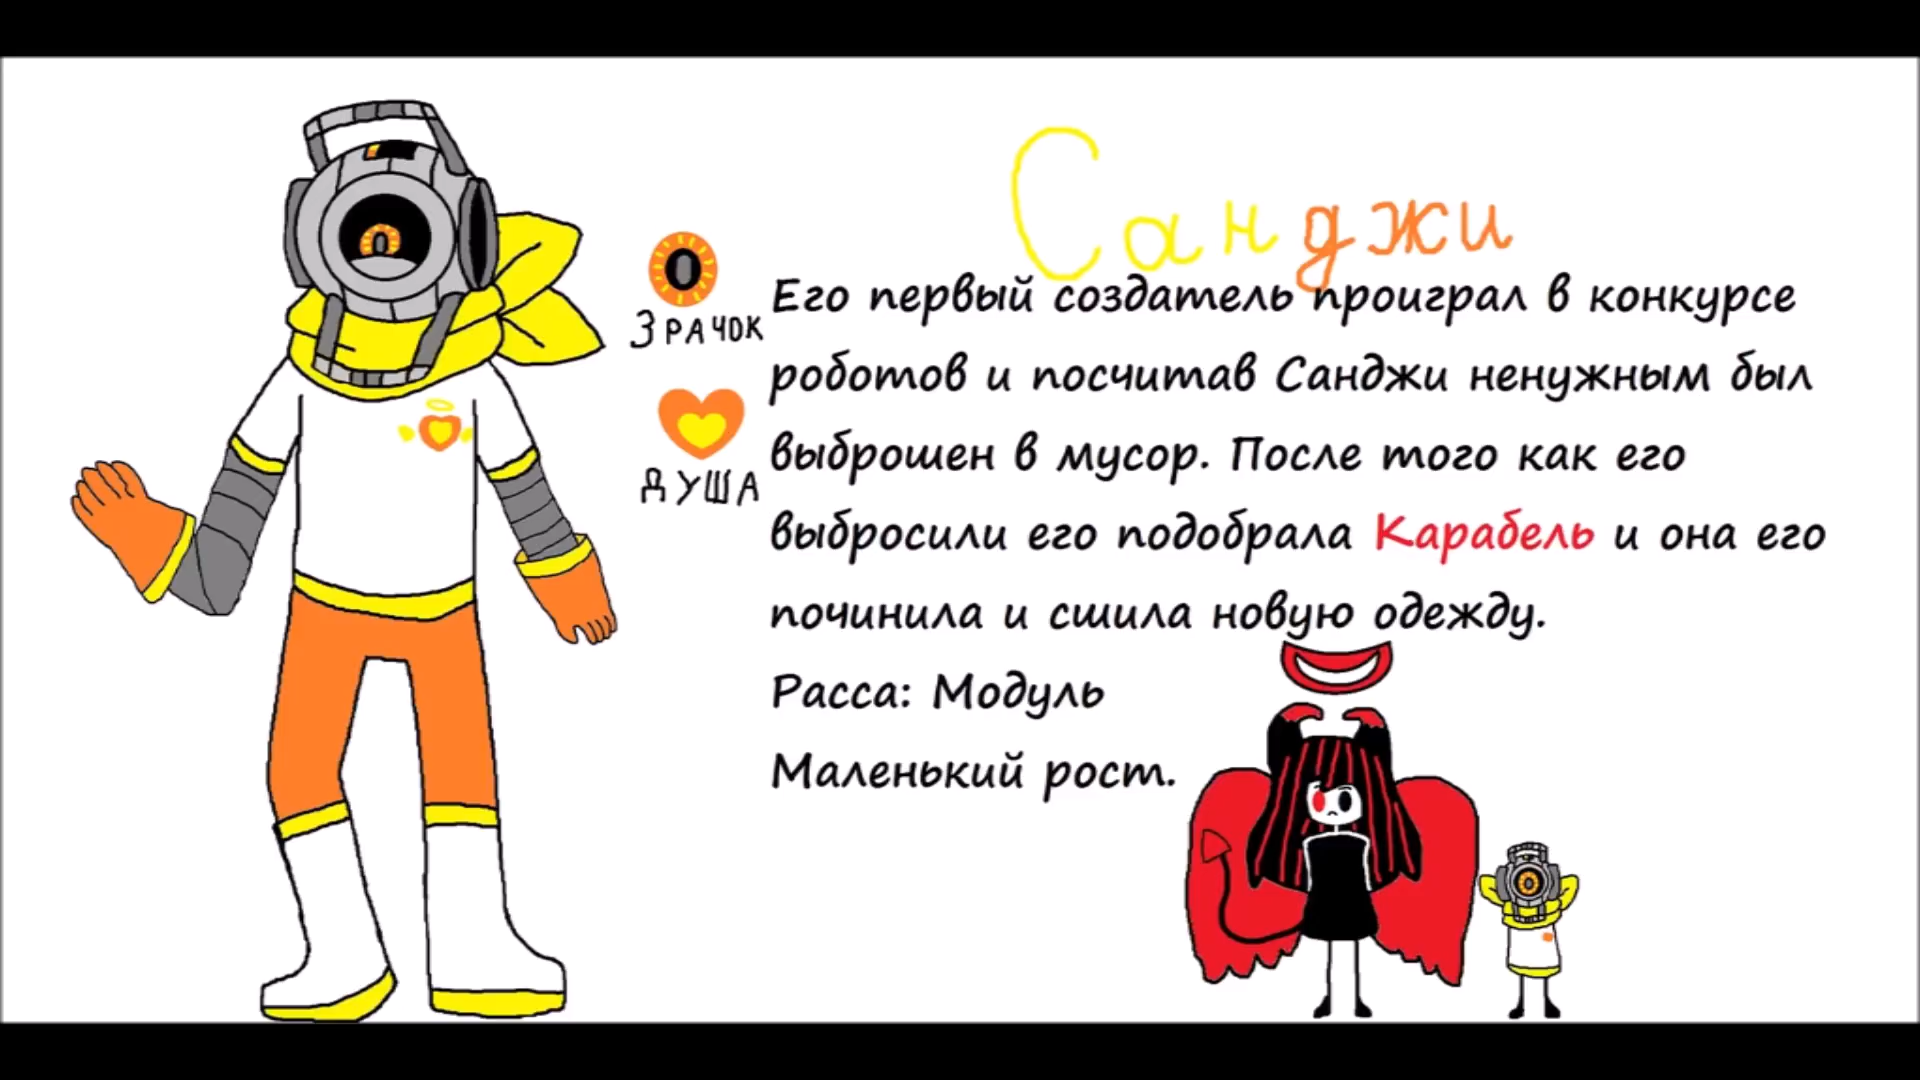 Санджи
Его первый создатель проиграл в конкурсе
роботов и посчитав Санджи ненужным был
выброшен в мусор. После того как его
выбросили его подобрала Карабель и она его
починила и сшила новую одежду.
Расса: Модуль
Маленький рост.
ЗРАЧОК
ДУША